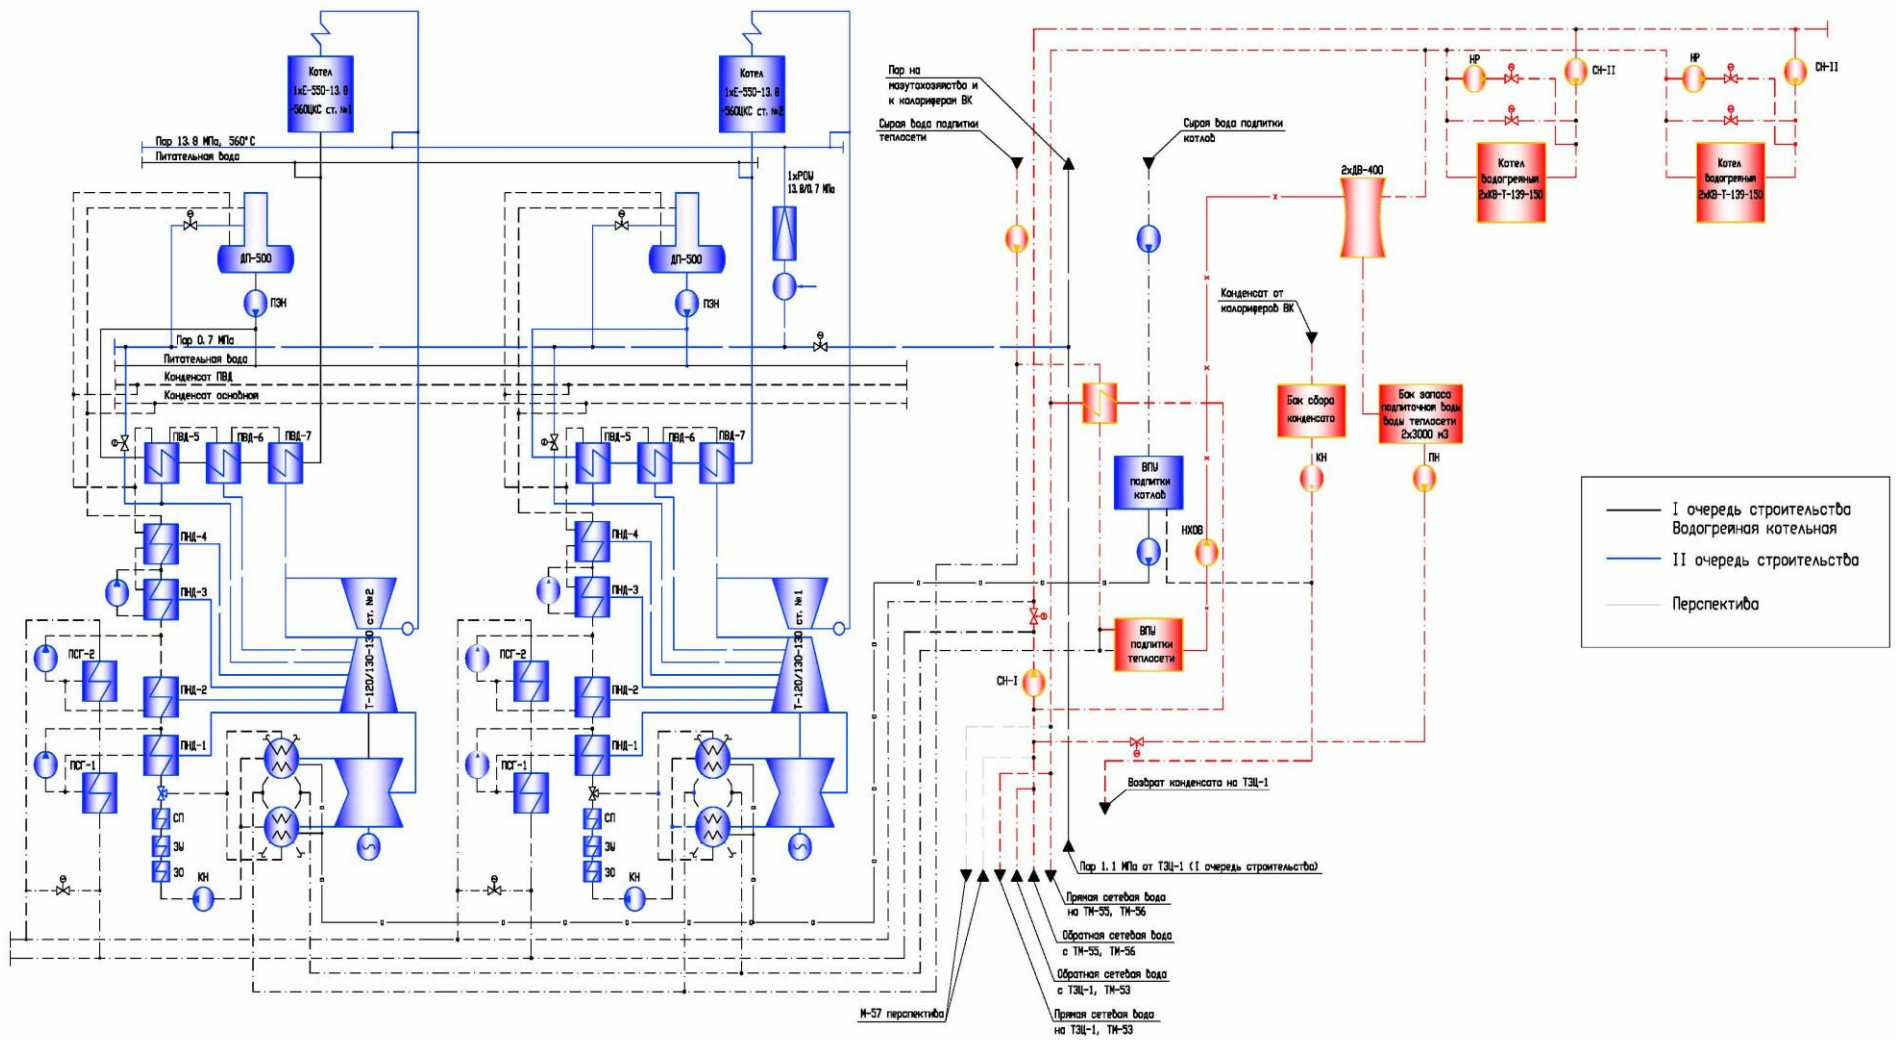 Котел
1хЕ-550-13.8
-560ЦКС ст. №1
Котел
1хЕ-550-13.8
-560ЦКС ст. №2
Пар 13.8 МПа, 560°С
Питательная вода
1хРОУ
13.8/0.7 МПа
ДП-500
ПЭН
ДП-500
ПЭН
Пар 0.7 МПа
Питательная вода
Конденсат ПВД
Конденсат основной
ПВД-5
ПВД-6
ПВД-7
ПВД-5
ПВД-6
ПВД-7
ПНД-4
ПНД-3
ПСГ-2
ПНД-2
ПНД-1
ПСГ-1
СП
ЭУ
ЭО
КН
Т-120/130-130 ст. №2
ПНД-4
ПНД-3
ПСГ-2
ПНД-2
ПНД-1
ПСГ-1
СП
ЭУ
ЭО
КН
Т-120/130-130 ст. №1
Пар на
мазутохозяйство и
к калориферам ВК
Сырая вода подпитки
теплосети
Сырая вода подпитки
котлов
2хДВ-400
НР
СН-II
НР
СН-II
Котел
водогрейный
2хКВ-Т-139-150
Котел
водогрейный
2хКВ-Т-139-150
Конденсат от
калориферов ВК
Бак сбора
конденсата
Бак запаса
подпиточной воды
воды теплосети
2х3000 м3
КН
ПН
ВПУ
подпитки
котлов
НХОВ
ВПУ
подпитки
теплосети
СН-I
Возврат конденсата на ТЭЦ-1
Пар 1.1 МПа от ТЭЦ-1 (I очередь строительства)
Прямая сетевая вода
на ТМ-55, ТМ-56
Обратная сетевая вода
с ТМ-55, ТМ-56
Обратная сетевая вода
с ТЭЦ-1, ТМ-53
М-57 перспектива
Прямая сетевая вода
на ТЭЦ-1, ТМ-53
I очередь строительства
Водогрейная котельная
II очередь строительства
Перспектива